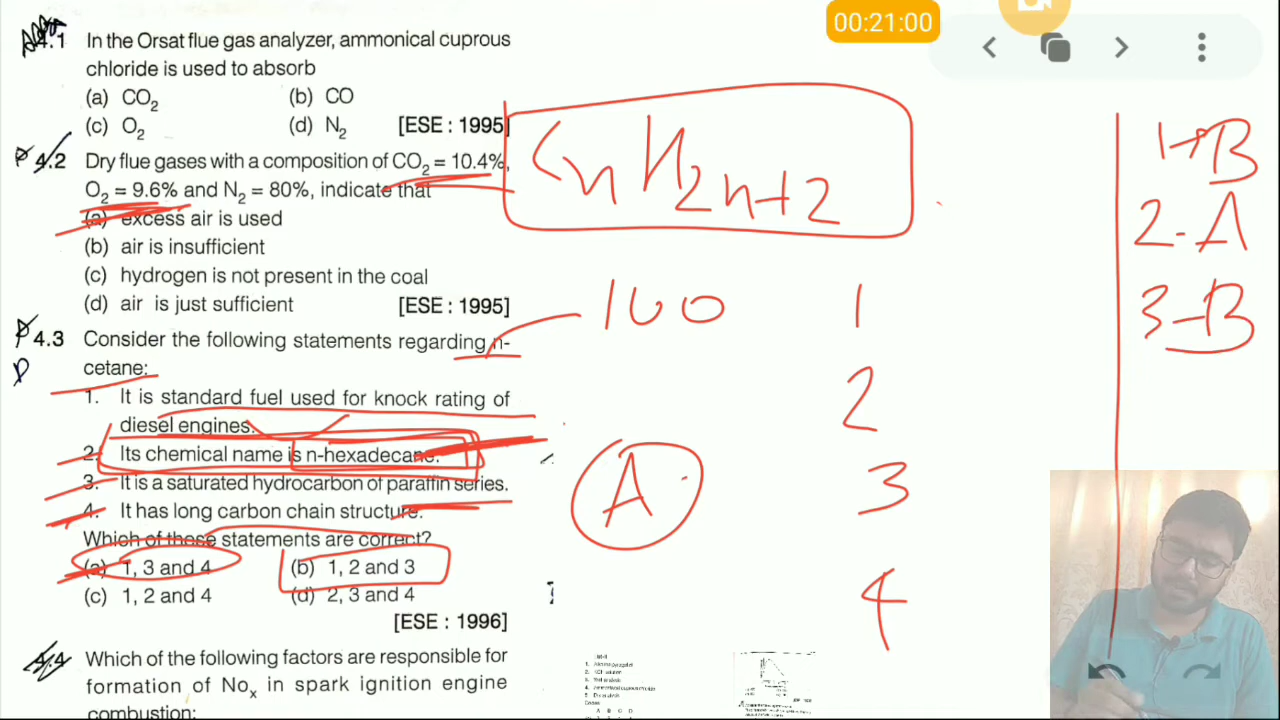 00:21:00
4.1 In the Orsat flue gas analyzer, ammonical cuprous
chloride is used to absorb
(a) CO₂ (b) CO
(c) O₂ (d) N₂ [ESE : 1995]
4.2 Dry flue gases with a composition of CO₂ = 10.4%,
O₂ = 9.6% and N₂ = 80%, indicate that
(a) excess air is used
(b) air is insufficient
(c) hydrogen is not present in the coal
(d) air is just sufficient [ESE : 1995]
4.3 Consider the following statements regarding n-
cetane:
1. It is standard fuel used for knock rating of
diesel engines.
2. Its chemical name is n-hexadecane.
3. It is a saturated hydrocarbon of paraffin series.
4. It has long carbon chain structure.
Which of these statements are correct?
(a) 1, 3 and 4 (b) 1, 2 and 3
(c) 1, 2 and 4 (d) 2, 3 and 4
[ESE : 1996]
4.4 Which of the following factors are responsible for
formation of Noₓ in spark ignition engine
combustion:
CnH2n+2
100
A
1
2
3
4
1→B
2-A
3-B